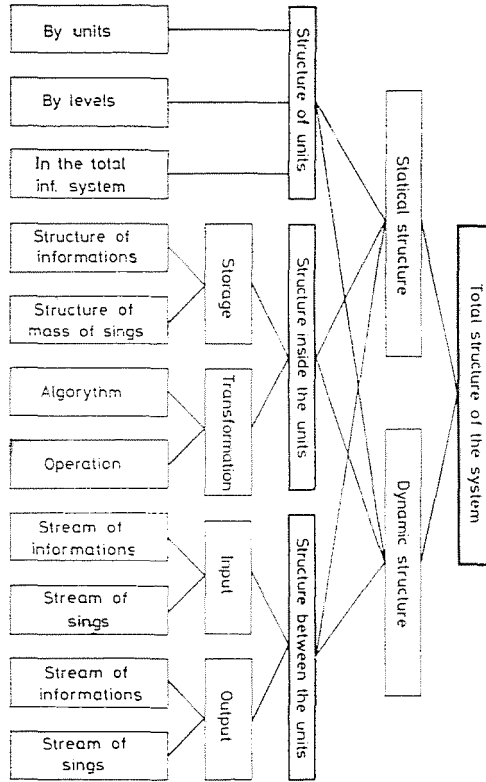 By units
By levels
In the total
inf. system
Structure of
informations
Structure of
mass of sings
Algorythm
Operation
Stream of
informations
Stream of
sings
Stream of
informations
Stream of
sings
Storage
Transformation
Input
Output
Structure of
units
Structure inside the units
Structure between the
units
Statical structure
Dynamic structure
Total structure of the
system